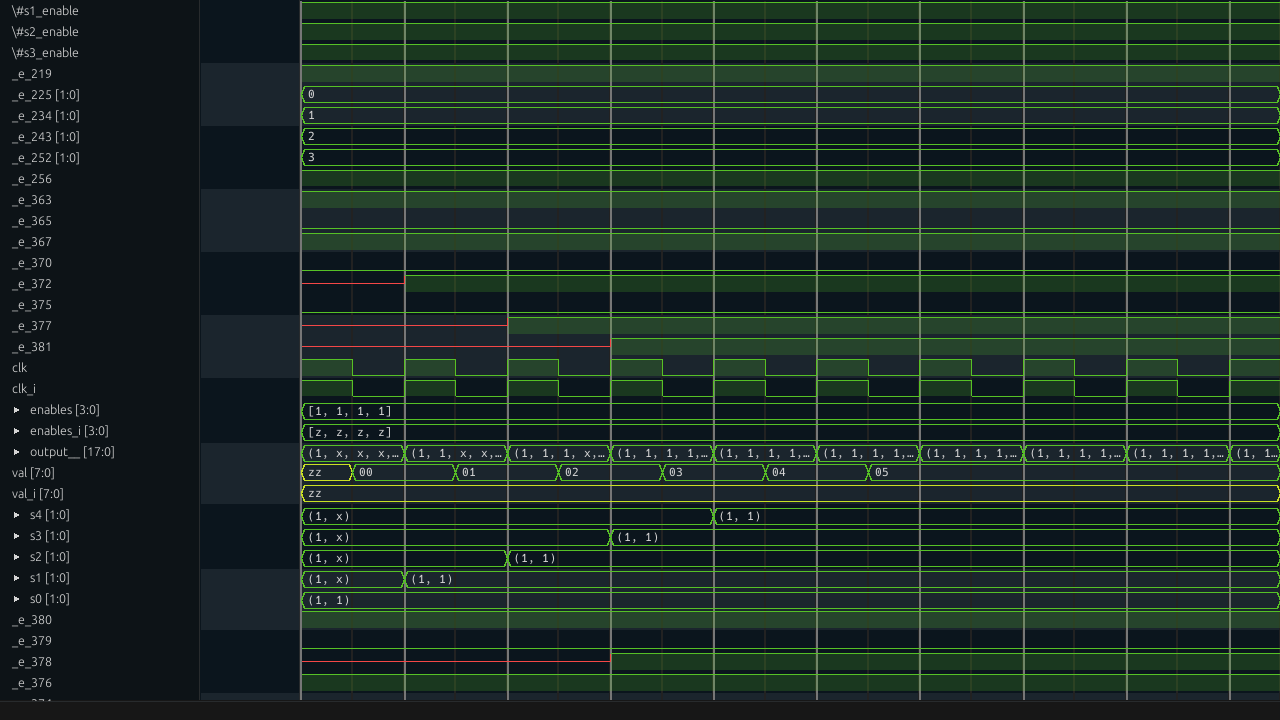 \#s1_enable
\#s2_enable
\#s3_enable
_e_219
_e_225 [1:0] 0
_e_234 [1:0] 1
_e_243 [1:0] 2
_e_252 [1:0] 3
_e_256
_e_363
_e_365
_e_367
_e_370
_e_372
_e_375
_e_377
_e_381
clk
clk_i
enables [3:0] [1, 1, 1, 1]
enables_i [3:0] [z, z, z, z]
output__ [17:0] (1, x, x, x,… (1, 1, x, x,… (1, 1, 1, x,… (1, 1, 1, 1,… (1, 1, 1, 1,… (1, 1, 1, 1,… (1, 1, 1, 1,… (1, 1, 1, 1,… (1, 1, 1, 1,… (1, 1…
val [7:0] zz 00 01 02 03 04 05
val_i [7:0] zz
s4 [1:0] (1, x) (1, 1)
s3 [1:0] (1, x) (1, 1)
s2 [1:0] (1, x) (1, 1)
s1 [1:0] (1, x) (1, 1)
s0 [1:0] (1, 1)
_e_380
_e_379
_e_378
_e_376